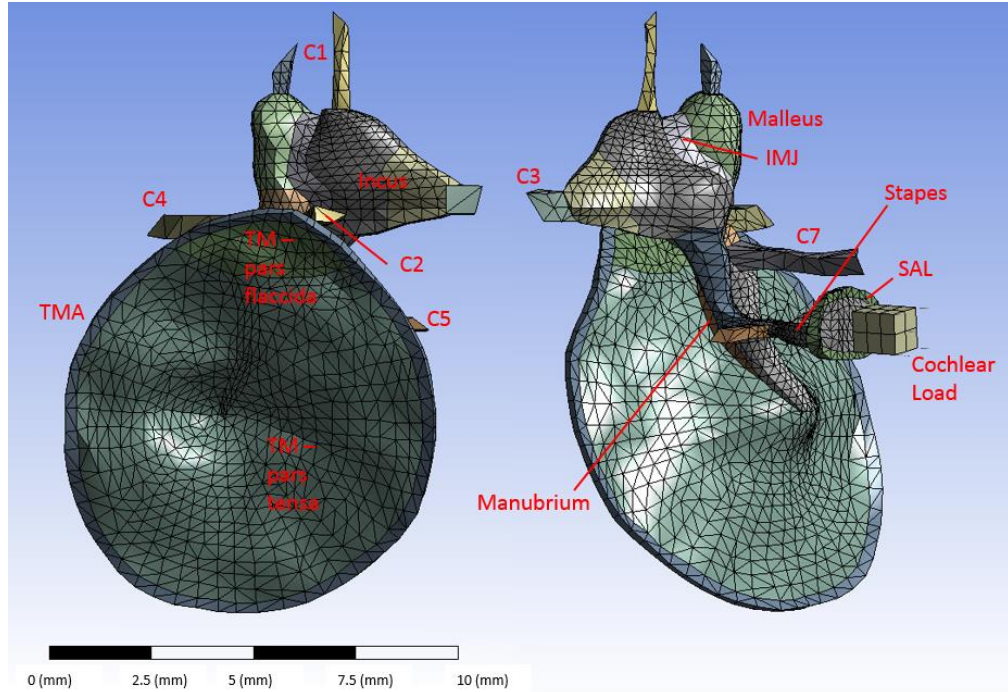 C1
Malleus
IMJ
C3
Incus
Stapes
C4
C7
TM –
pars
flaccida
C2
SAL
TMA
C5
Cochlear
Load
TM –
pars
tensa
Manubrium
0 (mm) 2.5 (mm) 5 (mm) 7.5 (mm) 10 (mm)